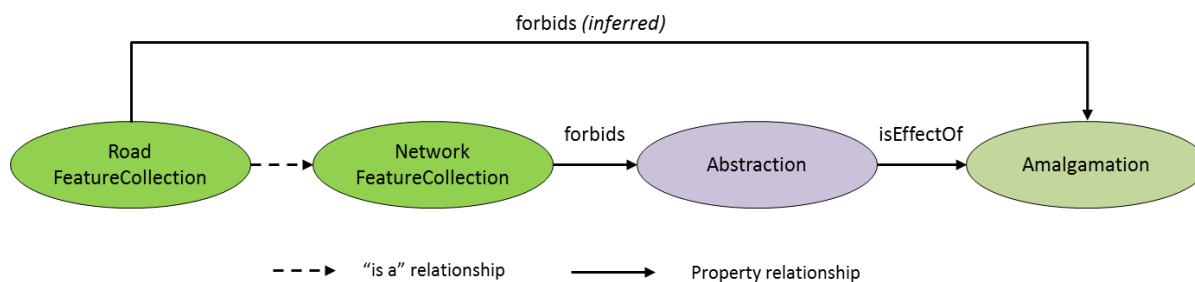 forbids (inferred)
forbids
isEffectOf
Road
FeatureCollection
Network
FeatureCollection
Abstraction
Amalgamation
“is a” relationship
Property relationship